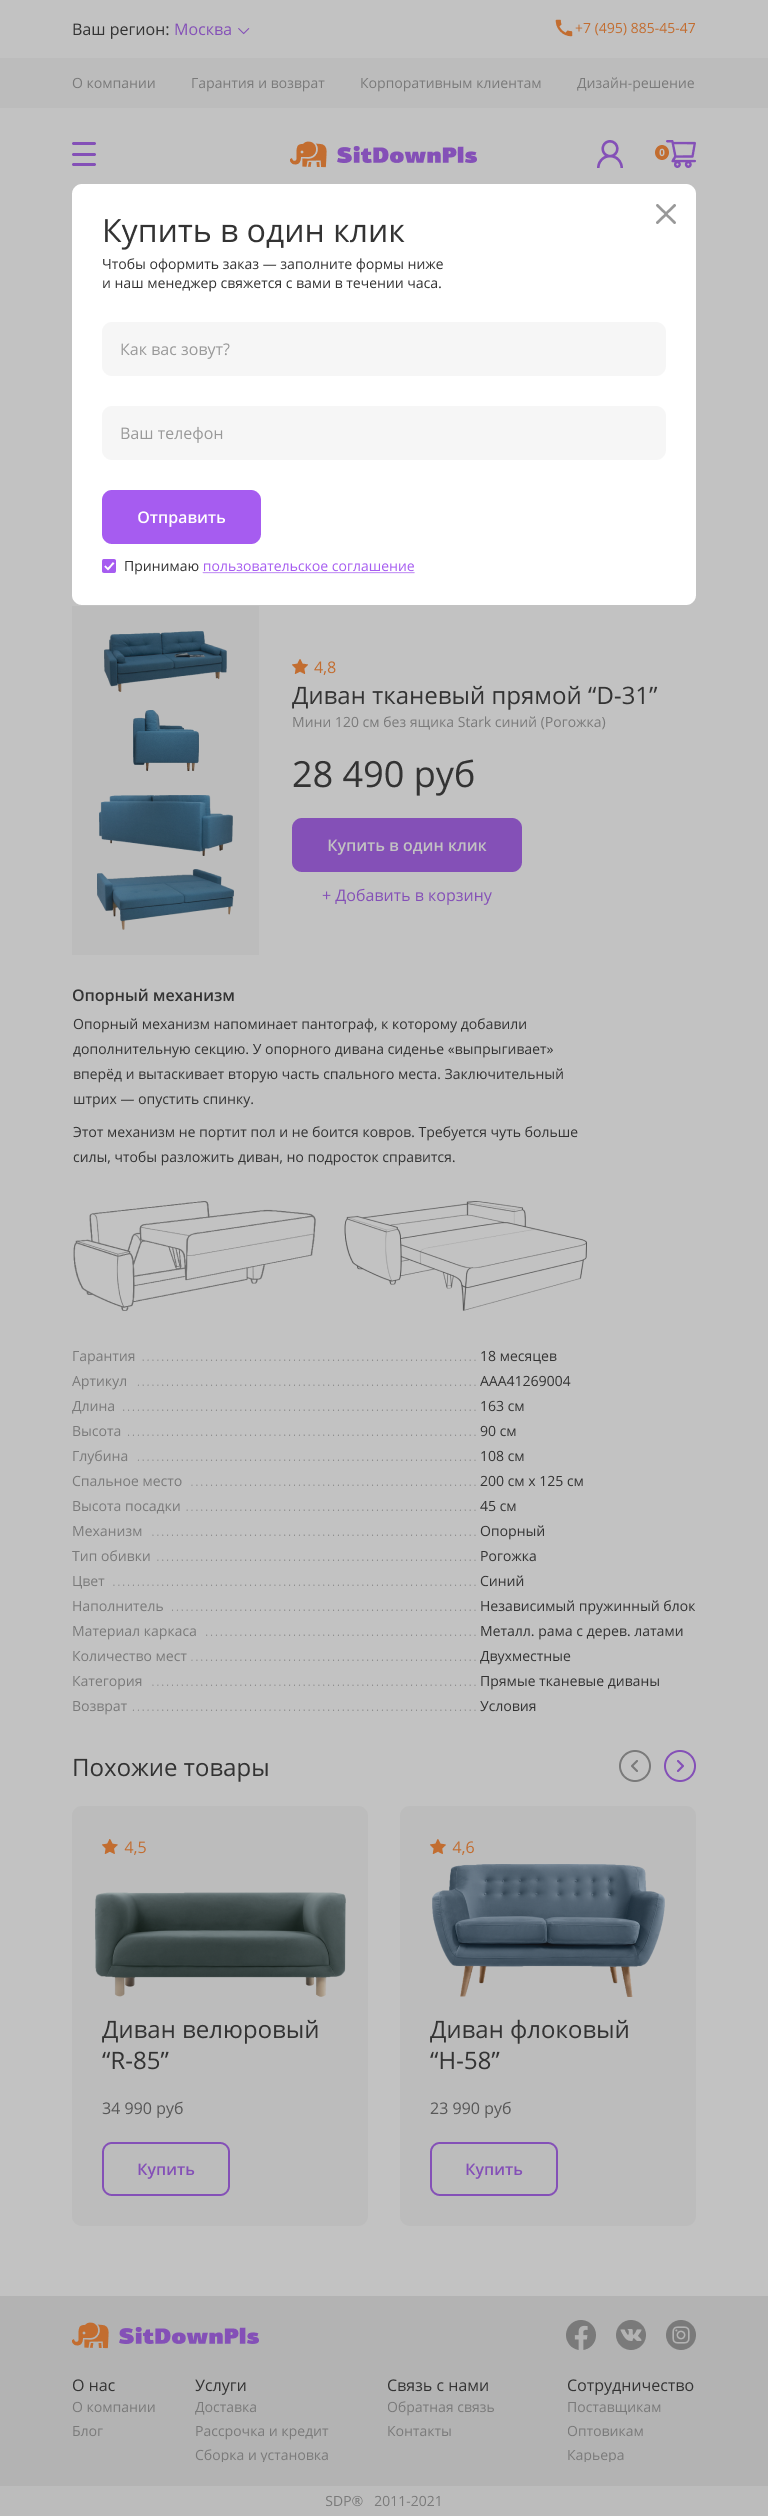 Ваш регион: Москва
+7 (495) 885-45-47
О компании Гарантия и возврат Корпоративным клиентам Дизайн-решение
SitDownPls
0
Купить в один клик
Чтобы оформить заказ — заполните формы ниже
и наш менеджер свяжется с вами в течении часа.
Как вас зовут?
Ваш телефон
Отправить
Принимаю пользовательское соглашение
4,8
Диван тканевый прямой “D-31”
Мини 120 см без ящика Stark синий (Рогожка)
28 490 руб
Купить в один клик
+ Добавить в корзину
Опорный механизм
Опорный механизм напоминает пантограф, к которому добавили
дополнительную секцию. У опорного дивана сиденье «выпрыгивает»
вперёд и вытаскивает вторую часть спального места. Заключительный
штрих — опустить спинку.
Этот механизм не портит пол и не боится ковров. Требуется чуть больше
силы, чтобы разложить диван, но подросток справится.
Гарантия 18 месяцев
Артикул AAA41269004
Длина 163 см
Высота 90 см
Глубина 108 см
Спальное место 200 см x 125 см
Высота посадки 45 см
Механизм Опорный
Тип обивки Рогожка
Цвет Синий
Наполнитель Независимый пружинный блок
Материал каркаса Металл. рама с дерев. латами
Количество мест Двухместные
Категория Прямые тканевые диваны
Возврат Условия
Похожие товары
4,5
Диван велюровый
“R-85”
34 990 руб
Купить
4,6
Диван флоковый
“H-58”
23 990 руб
Купить
SitDownPls
О нас
О компании
Блог
Услуги
Доставка
Рассрочка и кредит
Сборка и установка
Связь с нами
Обратная связь
Контакты
Сотрудничество
Поставщикам
Оптовикам
Карьера
SDP® 2011-2021